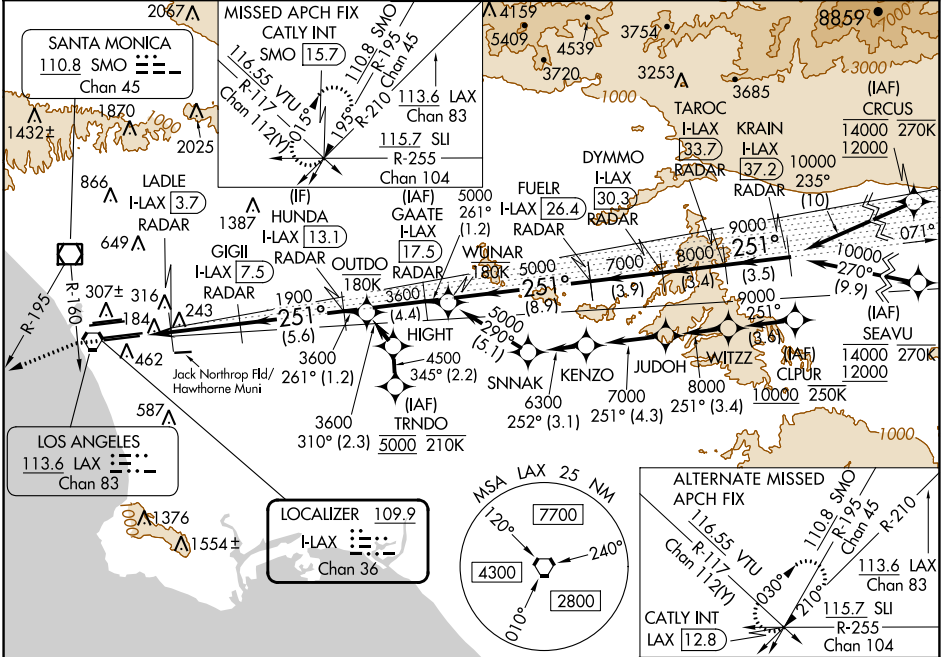 2067
SANTA MONICA
110.8 SMO
Chan 45
1432±
1870
1000
2025
866
649
307±
316
184
243
462
587
1376
1554±
1000
MISSED APCH FIX
CATLY INT
SMO 15.7
110.8 SMO
R-195
Chan 45
R-210
116.55 VTU
R-117
Chan 112(Y)
015°
195°
113.6 LAX
Chan 83
115.7 SLI
R-255
Chan 104
4159
5409
4539
3754
3720
3253
3685
8859
7000
3000
1000
LADLE
I-LAX 3.7
RADAR
1387
GIGII
I-LAX 7.5
RADAR
(IF)
HUNDA
I-LAX 13.1
RADAR
OUTDO
180K
(IAF)
GAATE
I-LAX
17.5
RADAR
5000
261°
(1.2)
WUNAR
180K
FUELR
I-LAX 26.4
RADAR
DYMMO
I-LAX
30.3
RADAR
TAROC
I-LAX
33.7
RADAR
KRAIN
I-LAX
37.2
RADAR
10000
235°
(10)
(IAF)
CRCUS
14000 270K
12000
071°
R-195
R-160
1900
251°
(5.6)
3600
(4.4)
5000
251°
(8.9)
7000
(3.9)
8000
(3.4)
9000
251°
(3.5)
10000
270°
(9.9)
(IAF)
SEAVU
14000 270K
12000
Jack Northrop Fld/
Hawthorne Muni
3600
261° (1.2)
HIGHT
4500
345° (2.2)
3600
310° (2.3)
(IAF)
TRNDO
5000 210K
5000
290°
(5.1)
SNNAK
KENZO
JUDOH
WITZZ
9000
251°
(3.6)
(IAF)
CLPUR
10000 250K
6300
252° (3.1)
7000
251° (4.3)
8000
251° (3.4)
1000
LOS ANGELES
113.6 LAX
Chan 83
LOCALIZER 109.9
I-LAX
Chan 36
MSA LAX 25 NM
120°
240°
010°
7700
4300
2800
ALTERNATE MISSED
APCH FIX
116.55 VTU
R-117
Chan 112(Y)
110.8 SMO
R-195
Chan 45
R-210
030°
210°
113.6 LAX
Chan 83
115.7 SLI
R-255
Chan 104
CATLY INT
LAX 12.8